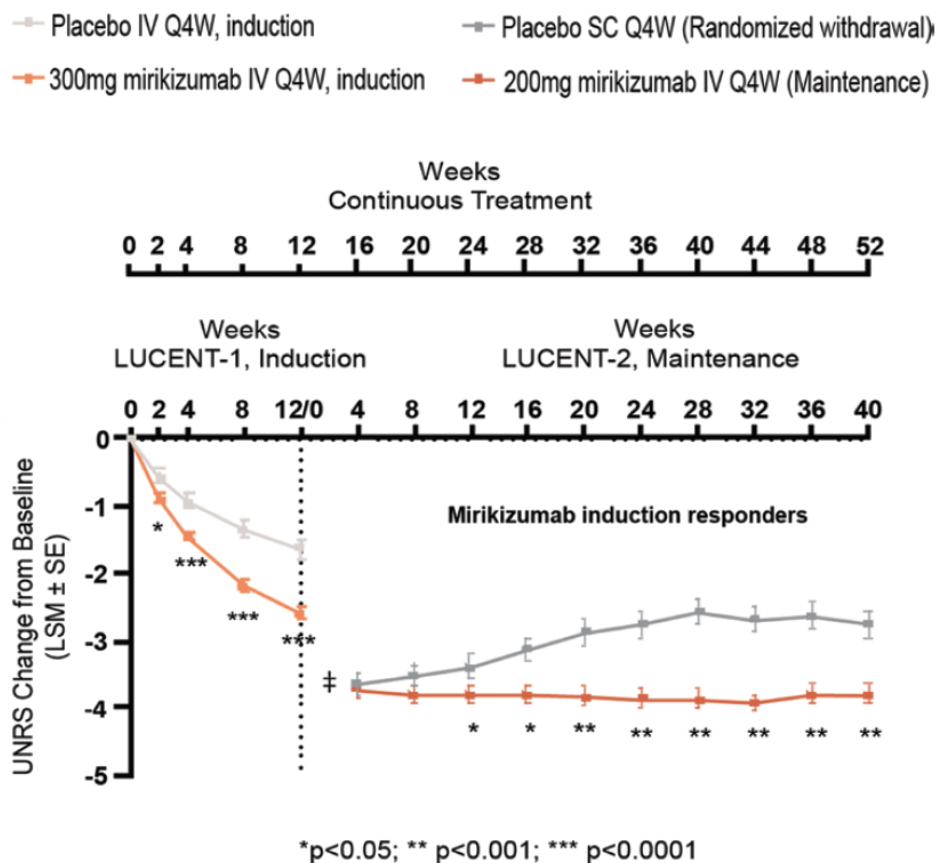 Placebo IV Q4W, induction
Placebo SC Q4W (Randomized withdrawal)
300mg mirikizumab IV Q4W, induction
200mg mirikizumab IV Q4W (Maintenance)
Weeks
Continuous Treatment
0 2 4 8 12 16 20 24 28 32 36 40 44 48 52
Weeks
LUCENT-1, Induction
Weeks
LUCENT-2, Maintenance
0 2 4 8 12/0 4 8 12 16 20 24 28 32 36 40
UNRS Change from Baseline
(LSM ± SE)
0
-1
-2
-3
-4
-5
Mirikizumab induction responders
* *** *** ***
‡
* * ** ** ** ** ** **
*p<0.05; ** p<0.001; *** p<0.0001